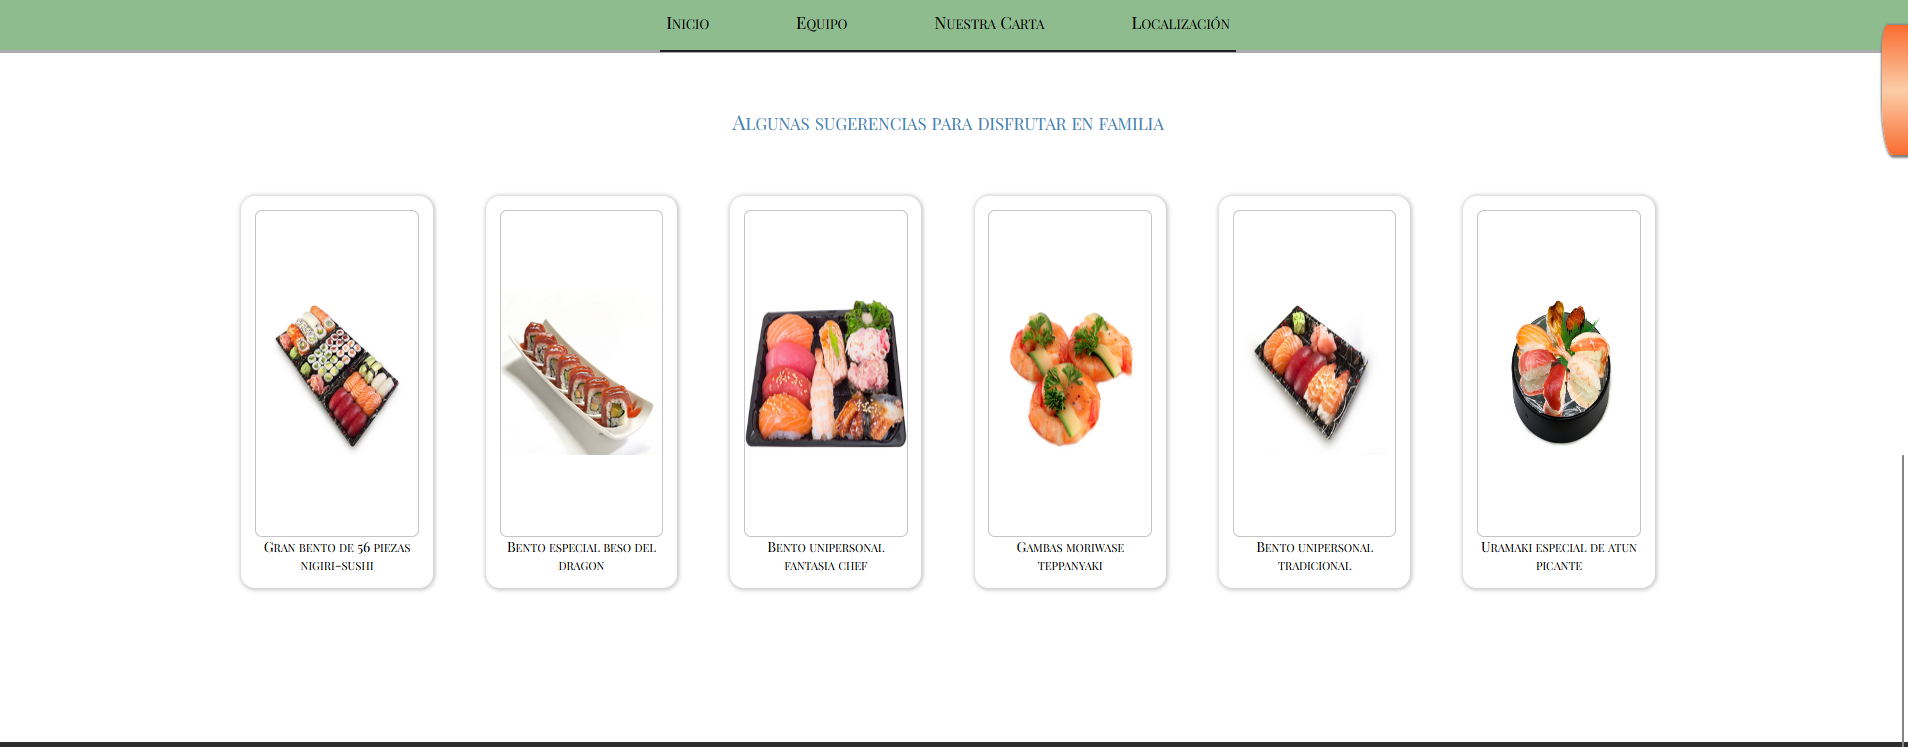 Inicio
Equipo
Nuestra Carta
Localización
Algunas sugerencias para disfrutar en familia
Gran bento de 56 piezas
nigiri-sushi
Bento especial beso del
dragon
Bento unipersonal
fantasia chef
Gambas moriwase
teppanyaki
Bento unipersonal
tradicional
Uramaki especial de atun
picante